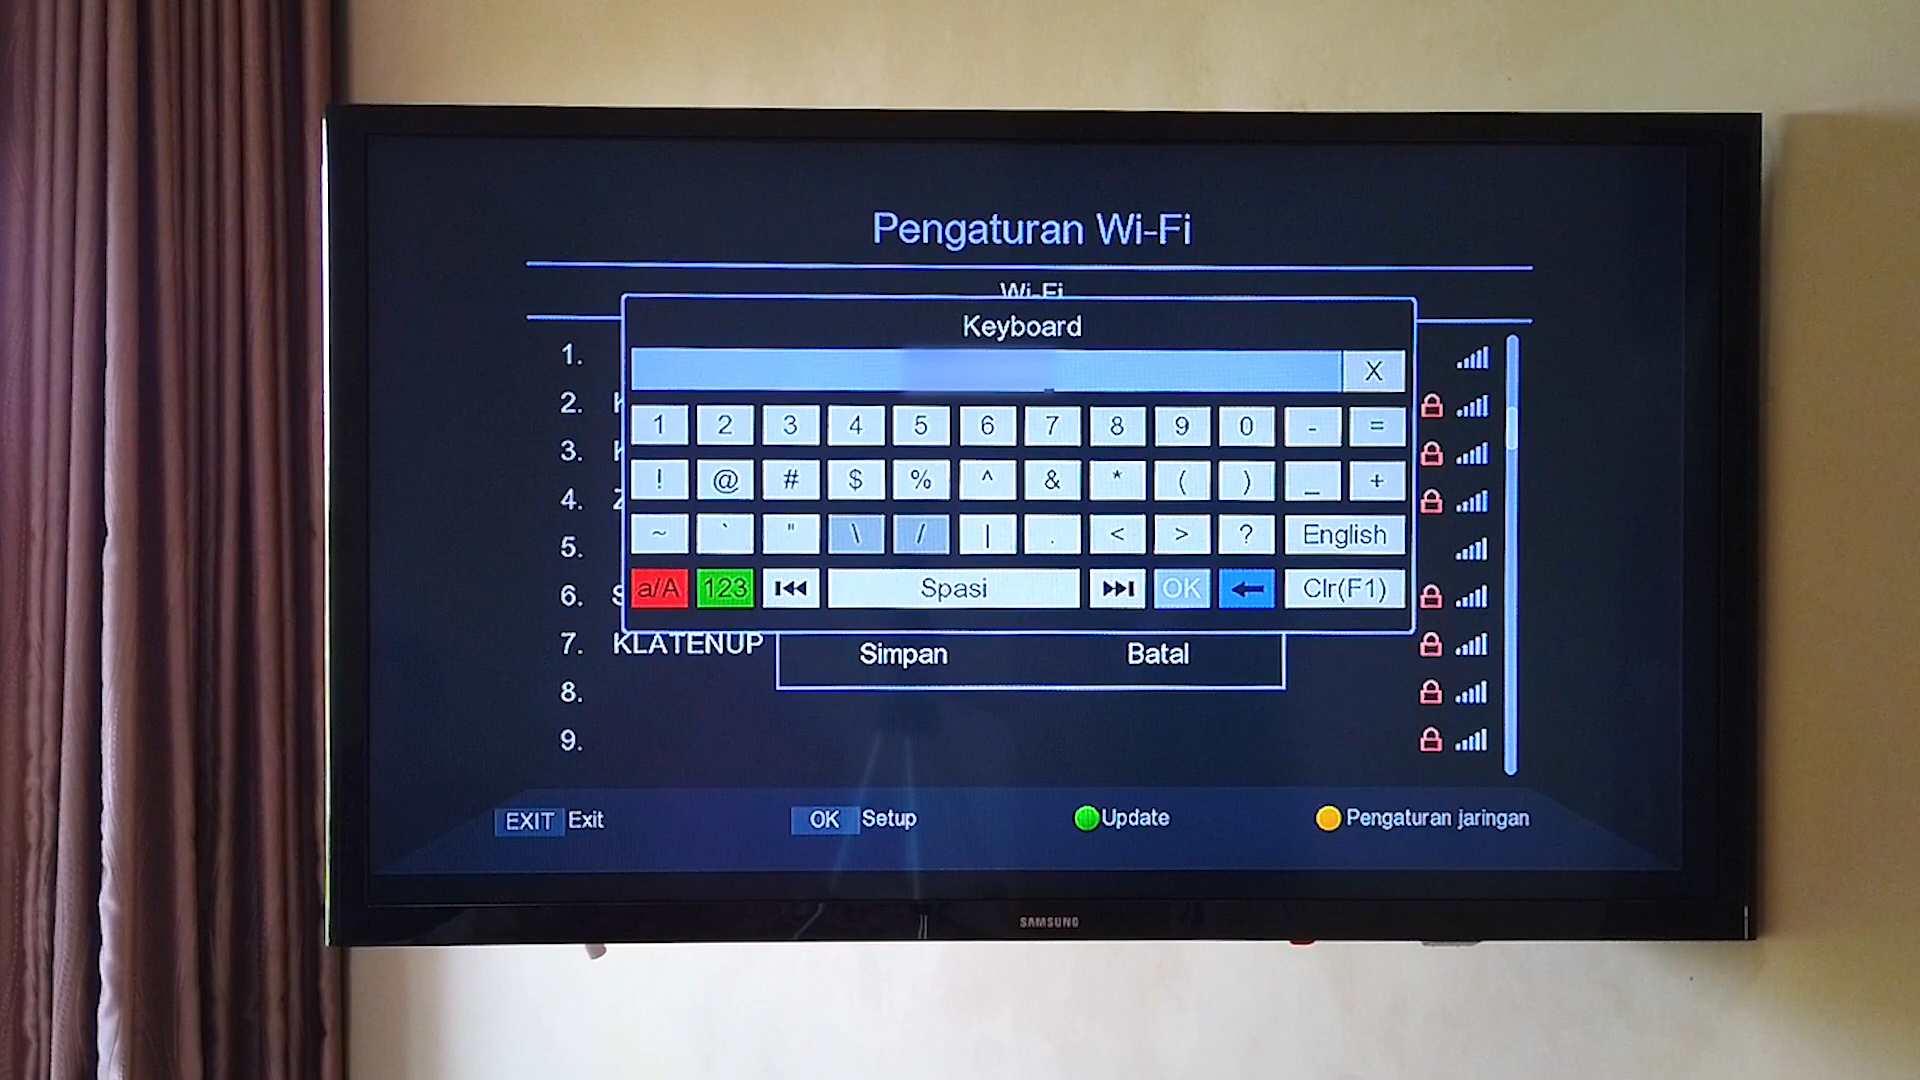 Pengaturan Wi-Fi
Wi-Fi
Keyboard
X
1.
2.
3.
4.
5.
6.
7. KLATENUP
8.
9.
1 2 3 4 5 6 7 8 9 0 - =
! @ # $ % ^ & * ( ) _ +
~ ` " \ / | . < > ? English
a/A 123 Spasi OK Clr(F1)
Simpan Batal
EXIT Exit OK Setup Update Pengaturan jaringan
SAMSUNG